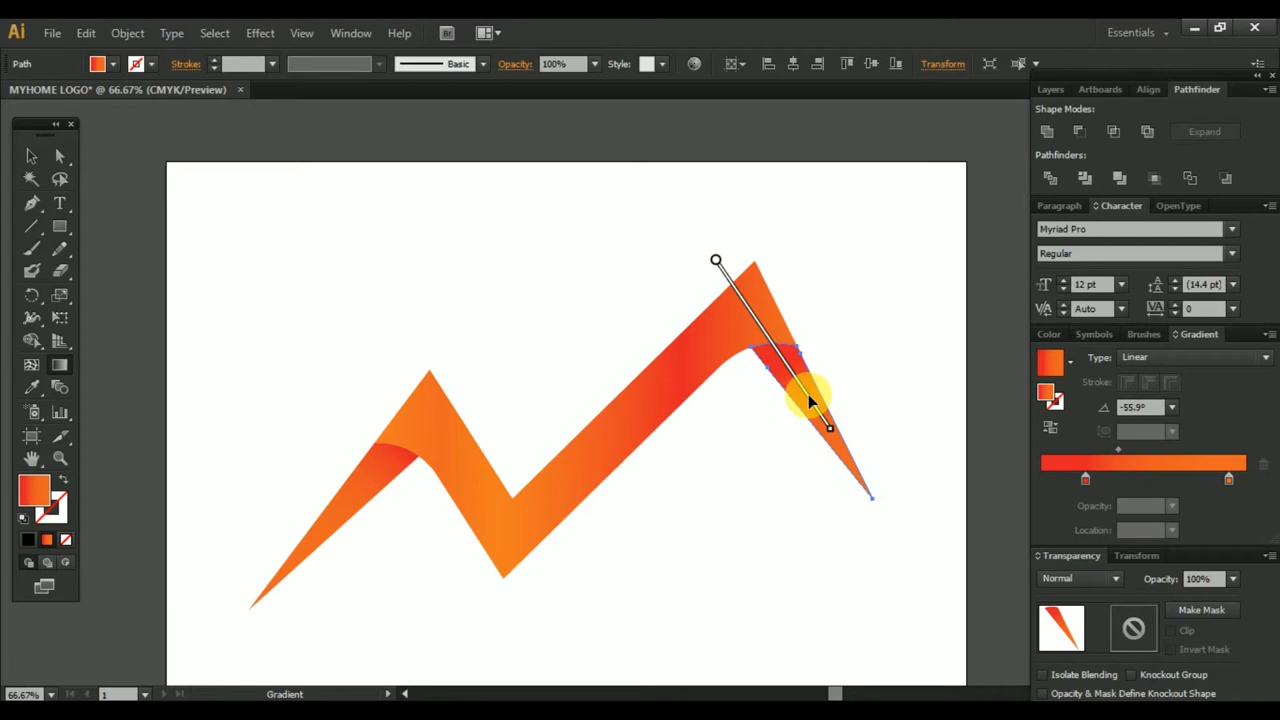 Ai File Edit Object Type Select Effect View Window Help Br Essentials
Path Stroke: Basic Opacity: 100% Style: Transform
MYHOME LOGO* @ 66.67% (CMYK/Preview)
Layers Artboards Align Pathfinder
Shape Modes:
Expand
Pathfinders:
Paragraph Character OpenType
Myriad Pro
Regular
12 pt (14.4 pt)
Auto 0
Color Symbols Brushes Gradient
Type: Linear
Stroke:
-55.9°
Opacity:
Location:
Transparency Transform
Normal Opacity: 100%
Make Mask
Clip
Invert Mask
Isolate Blending Knockout Group
Opacity & Mask Define Knockout Shape
66.67% 1 Gradient